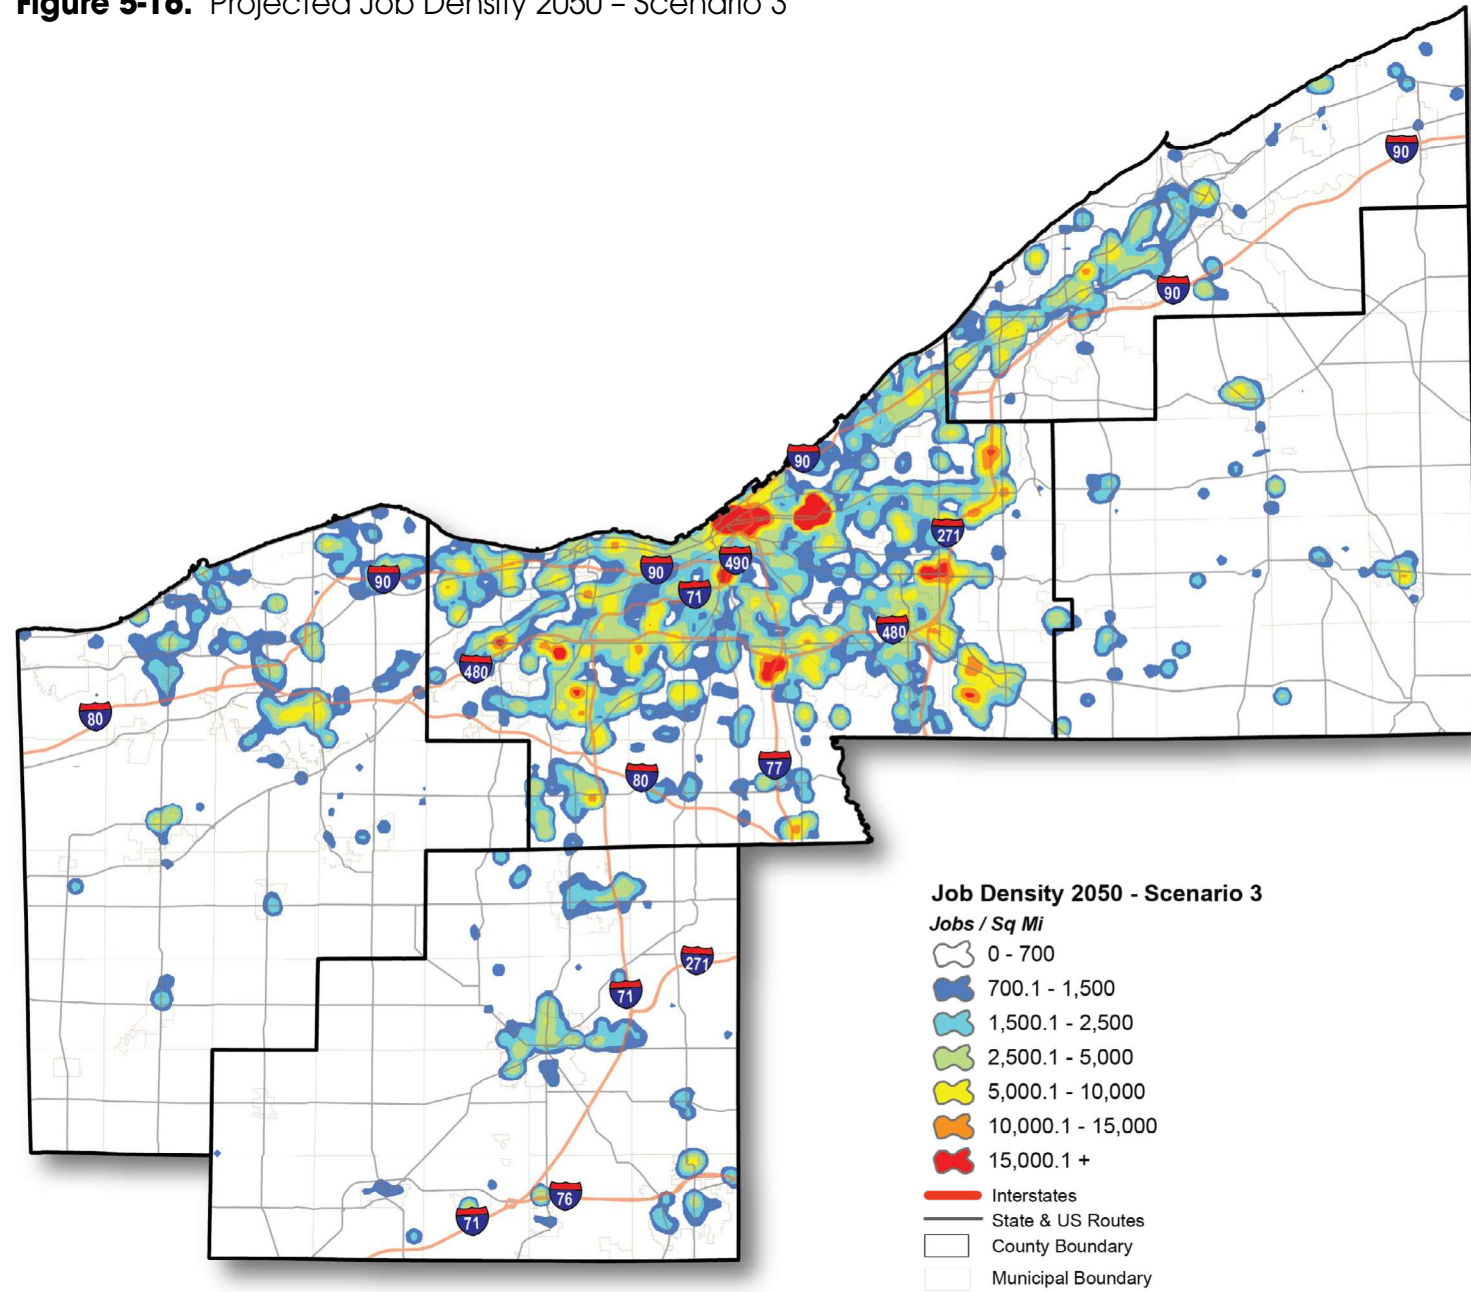 Figure 5-16. Projected Job Density 2050 – Scenario 3
90
90
90
271
490
90
90
71
480
480
80
80
77
271
71
76
71
Job Density 2050 - Scenario 3
Jobs / Sq Mi
0 - 700
700.1 - 1,500
1,500.1 - 2,500
2,500.1 - 5,000
5,000.1 - 10,000
10,000.1 - 15,000
15,000.1 +
Interstates
State & US Routes
County Boundary
Municipal Boundary